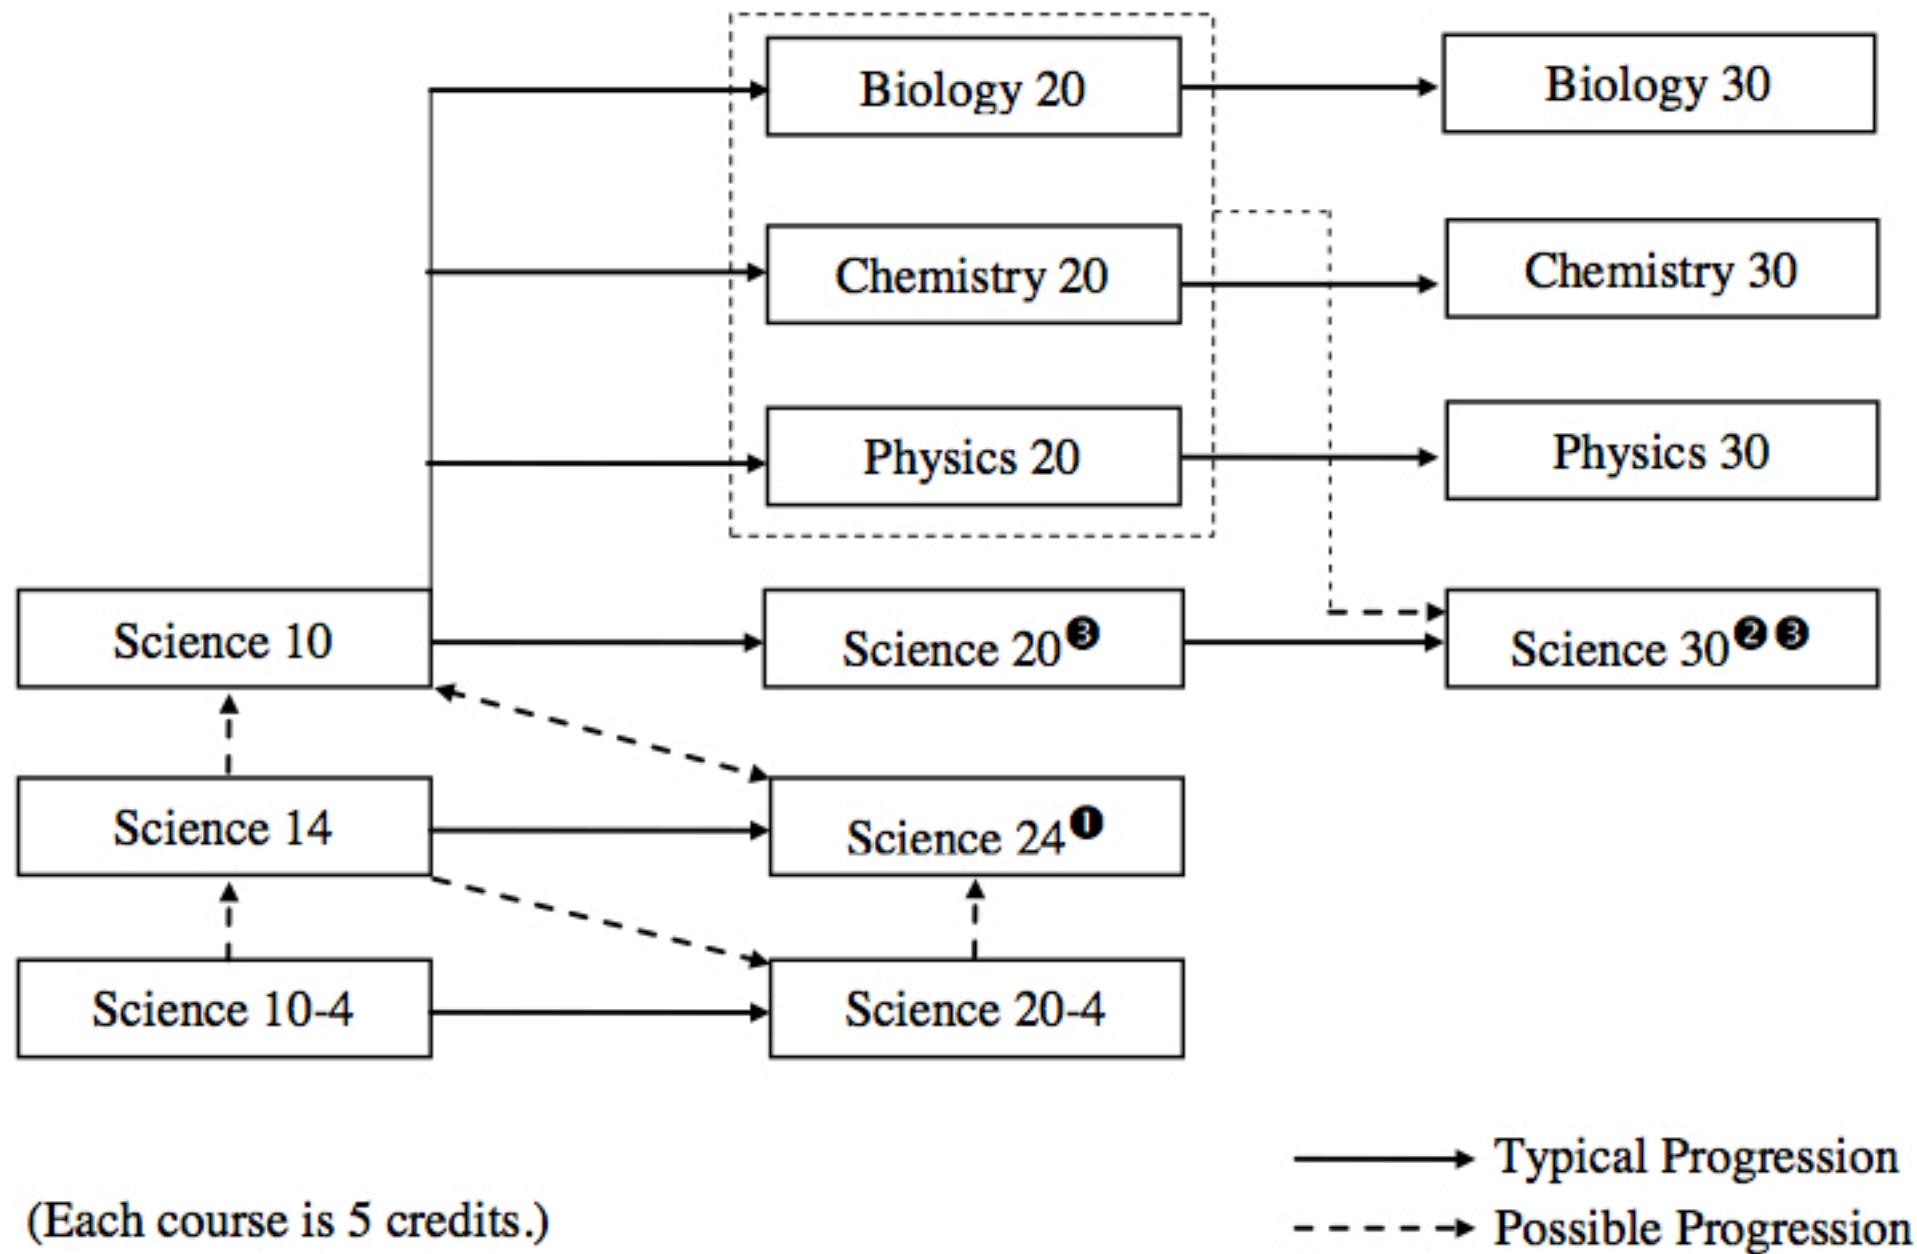 Biology 20
Biology 30
Chemistry 20
Chemistry 30
Physics 20
Physics 30
Science 10
Science 20❸
Science 30❷❸
Science 14
Science 24❶
Science 10-4
Science 20-4
Typical Progression
(Each course is 5 credits.)
Possible Progression